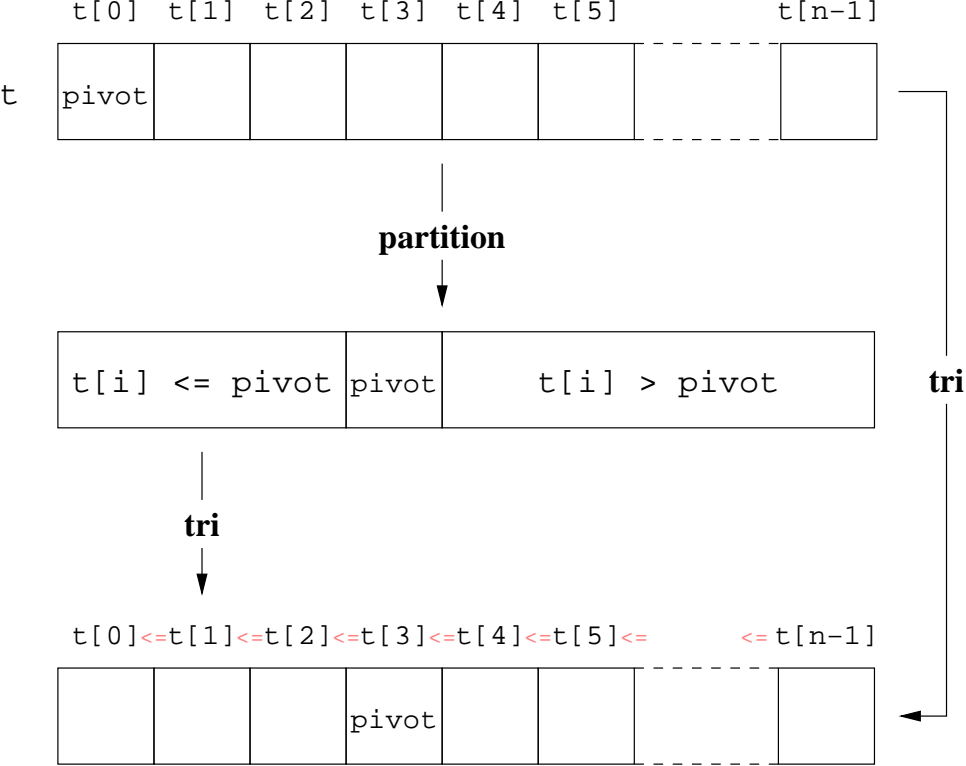 t[0] t[1] t[2] t[3] t[4] t[5] t[n−1]
t pivot
partition
t[i] <= pivot pivot t[i] > pivot
tri
tri
t[0]<=t[1]<=t[2]<=t[3]<=t[4]<=t[5]<= <= t[n−1]
pivot